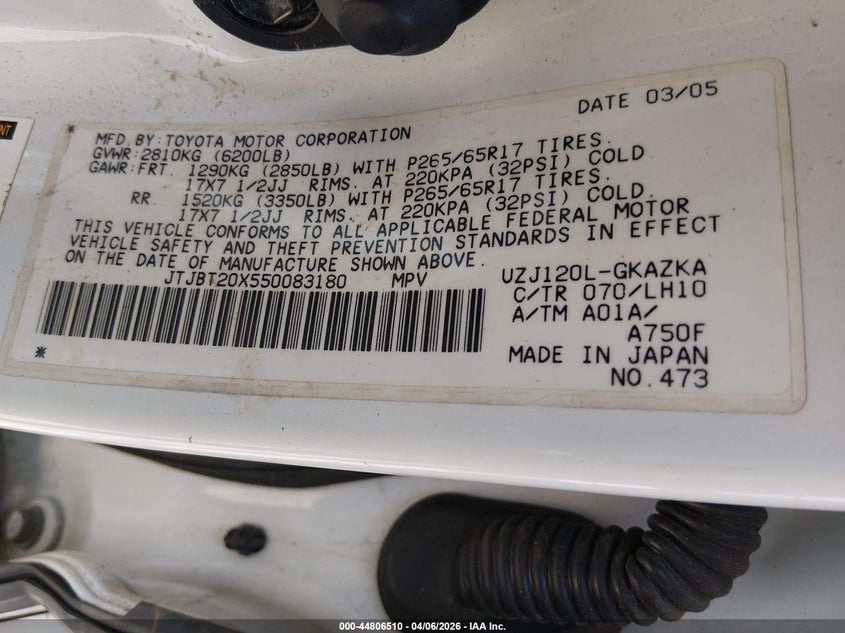 NT
DATE 03/05
* MFD. BY: TOYOTA MOTOR CORPORATION
GVWR: 2810KG (6200LB)
GAWR: FRT. 1290KG (2850LB) WITH P265/65R17 TIRES.
17X7 1/2JJ RIMS. AT 220KPA (32PSI) COLD
RR. 1520KG (3350LB) WITH P265/65R17 TIRES.
17X7 1/2JJ RIMS. AT 220KPA (32PSI) COLD.
THIS VEHICLE CONFORMS TO ALL APPLICABLE FEDERAL MOTOR
VEHICLE SAFETY AND THEFT PREVENTION STANDARDS IN EFFECT
ON THE DATE OF MANUFACTURE SHOWN ABOVE.
JTJBT20X550083180 MPV
UZJ120L-GKAZKA
C/TR 070/LH10
A/TM A01A/
A750F
MADE IN JAPAN
*
NO. 473
000-44806510 - 04/06/2026 - IAA Inc.